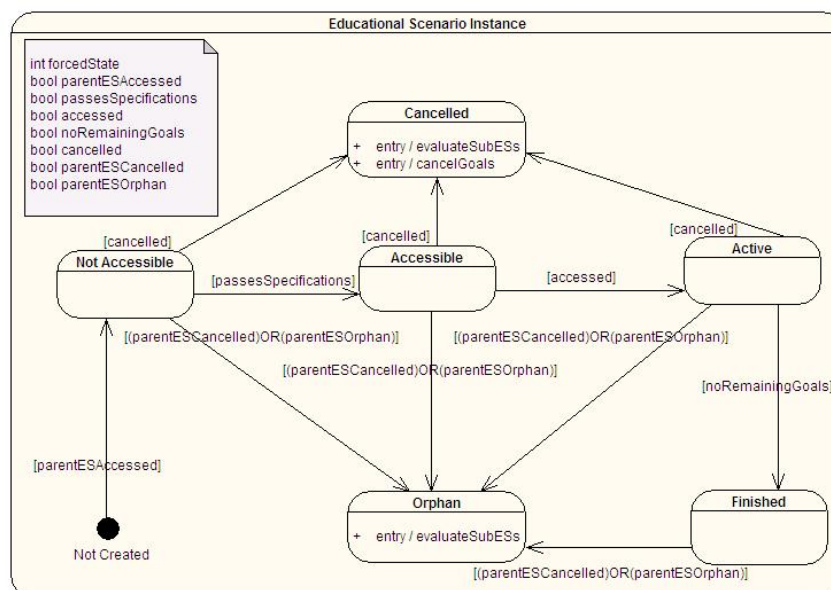 Educational Scenario Instance
int forcedState
bool parentESAccessed
bool passesSpecifications
bool accessed
bool noRemainingGoals
bool cancelled
bool parentESCancelled
bool parentESOrphan
Cancelled
+ entry / evaluateSubESs
+ entry / cancelGoals
[cancelled]
[cancelled]
[cancelled]
Not Accessible
Accessible
Active
[passesSpecifications]
[accessed]
[(parentESCancelled)OR(parentESOrphan)]
[(parentESCancelled)OR(parentESOrphan)]
[(parentESCancelled)OR(parentESOrphan)]
[noRemainingGoals]
[parentESAccessed]
Orphan
+ entry / evaluateSubESs
Finished
Not Created
[(parentESCancelled)OR(parentESOrphan)]